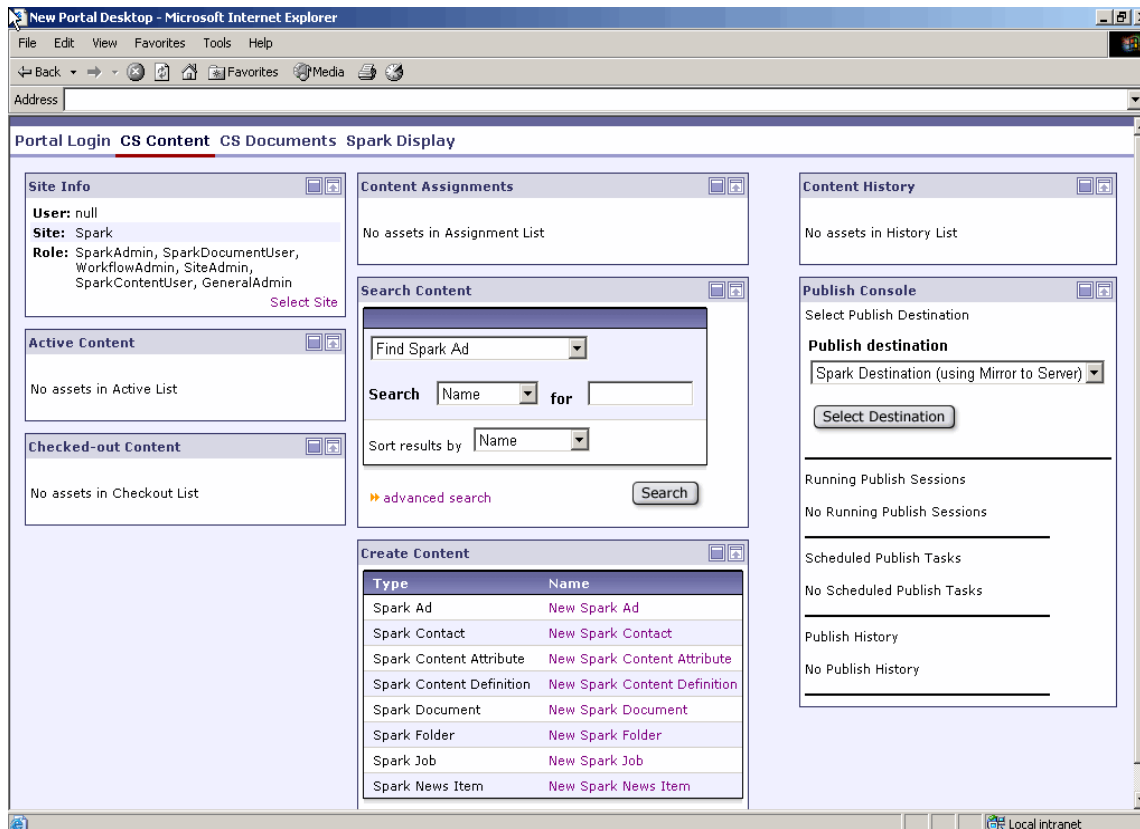 New Portal Desktop - Microsoft Internet Explorer
File Edit View Favorites Tools Help
Back Favorites Media
Address
Portal Login CS Content CS Documents Spark Display
Site Info
User: null
Site: Spark
Role: SparkAdmin, SparkDocumentUser,
WorkflowAdmin, SiteAdmin,
SparkContentUser, GeneralAdmin
Select Site
Active Content
No assets in Active List
Checked-out Content
No assets in Checkout List
Content Assignments
No assets in Assignment List
Search Content
Find Spark Ad
Search Name for
Sort results by Name
advanced search Search
Create Content
Type Name
Spark Ad New Spark Ad
Spark Contact New Spark Contact
Spark Content Attribute New Spark Content Attribute
Spark Content Definition New Spark Content Definition
Spark Document New Spark Document
Spark Folder New Spark Folder
Spark Job New Spark Job
Spark News Item New Spark News Item
Content History
No assets in History List
Publish Console
Select Publish Destination
Publish destination
Spark Destination (using Mirror to Server)
Select Destination
Running Publish Sessions
No Running Publish Sessions
Scheduled Publish Tasks
No Scheduled Publish Tasks
Publish History
No Publish History
Local intranet